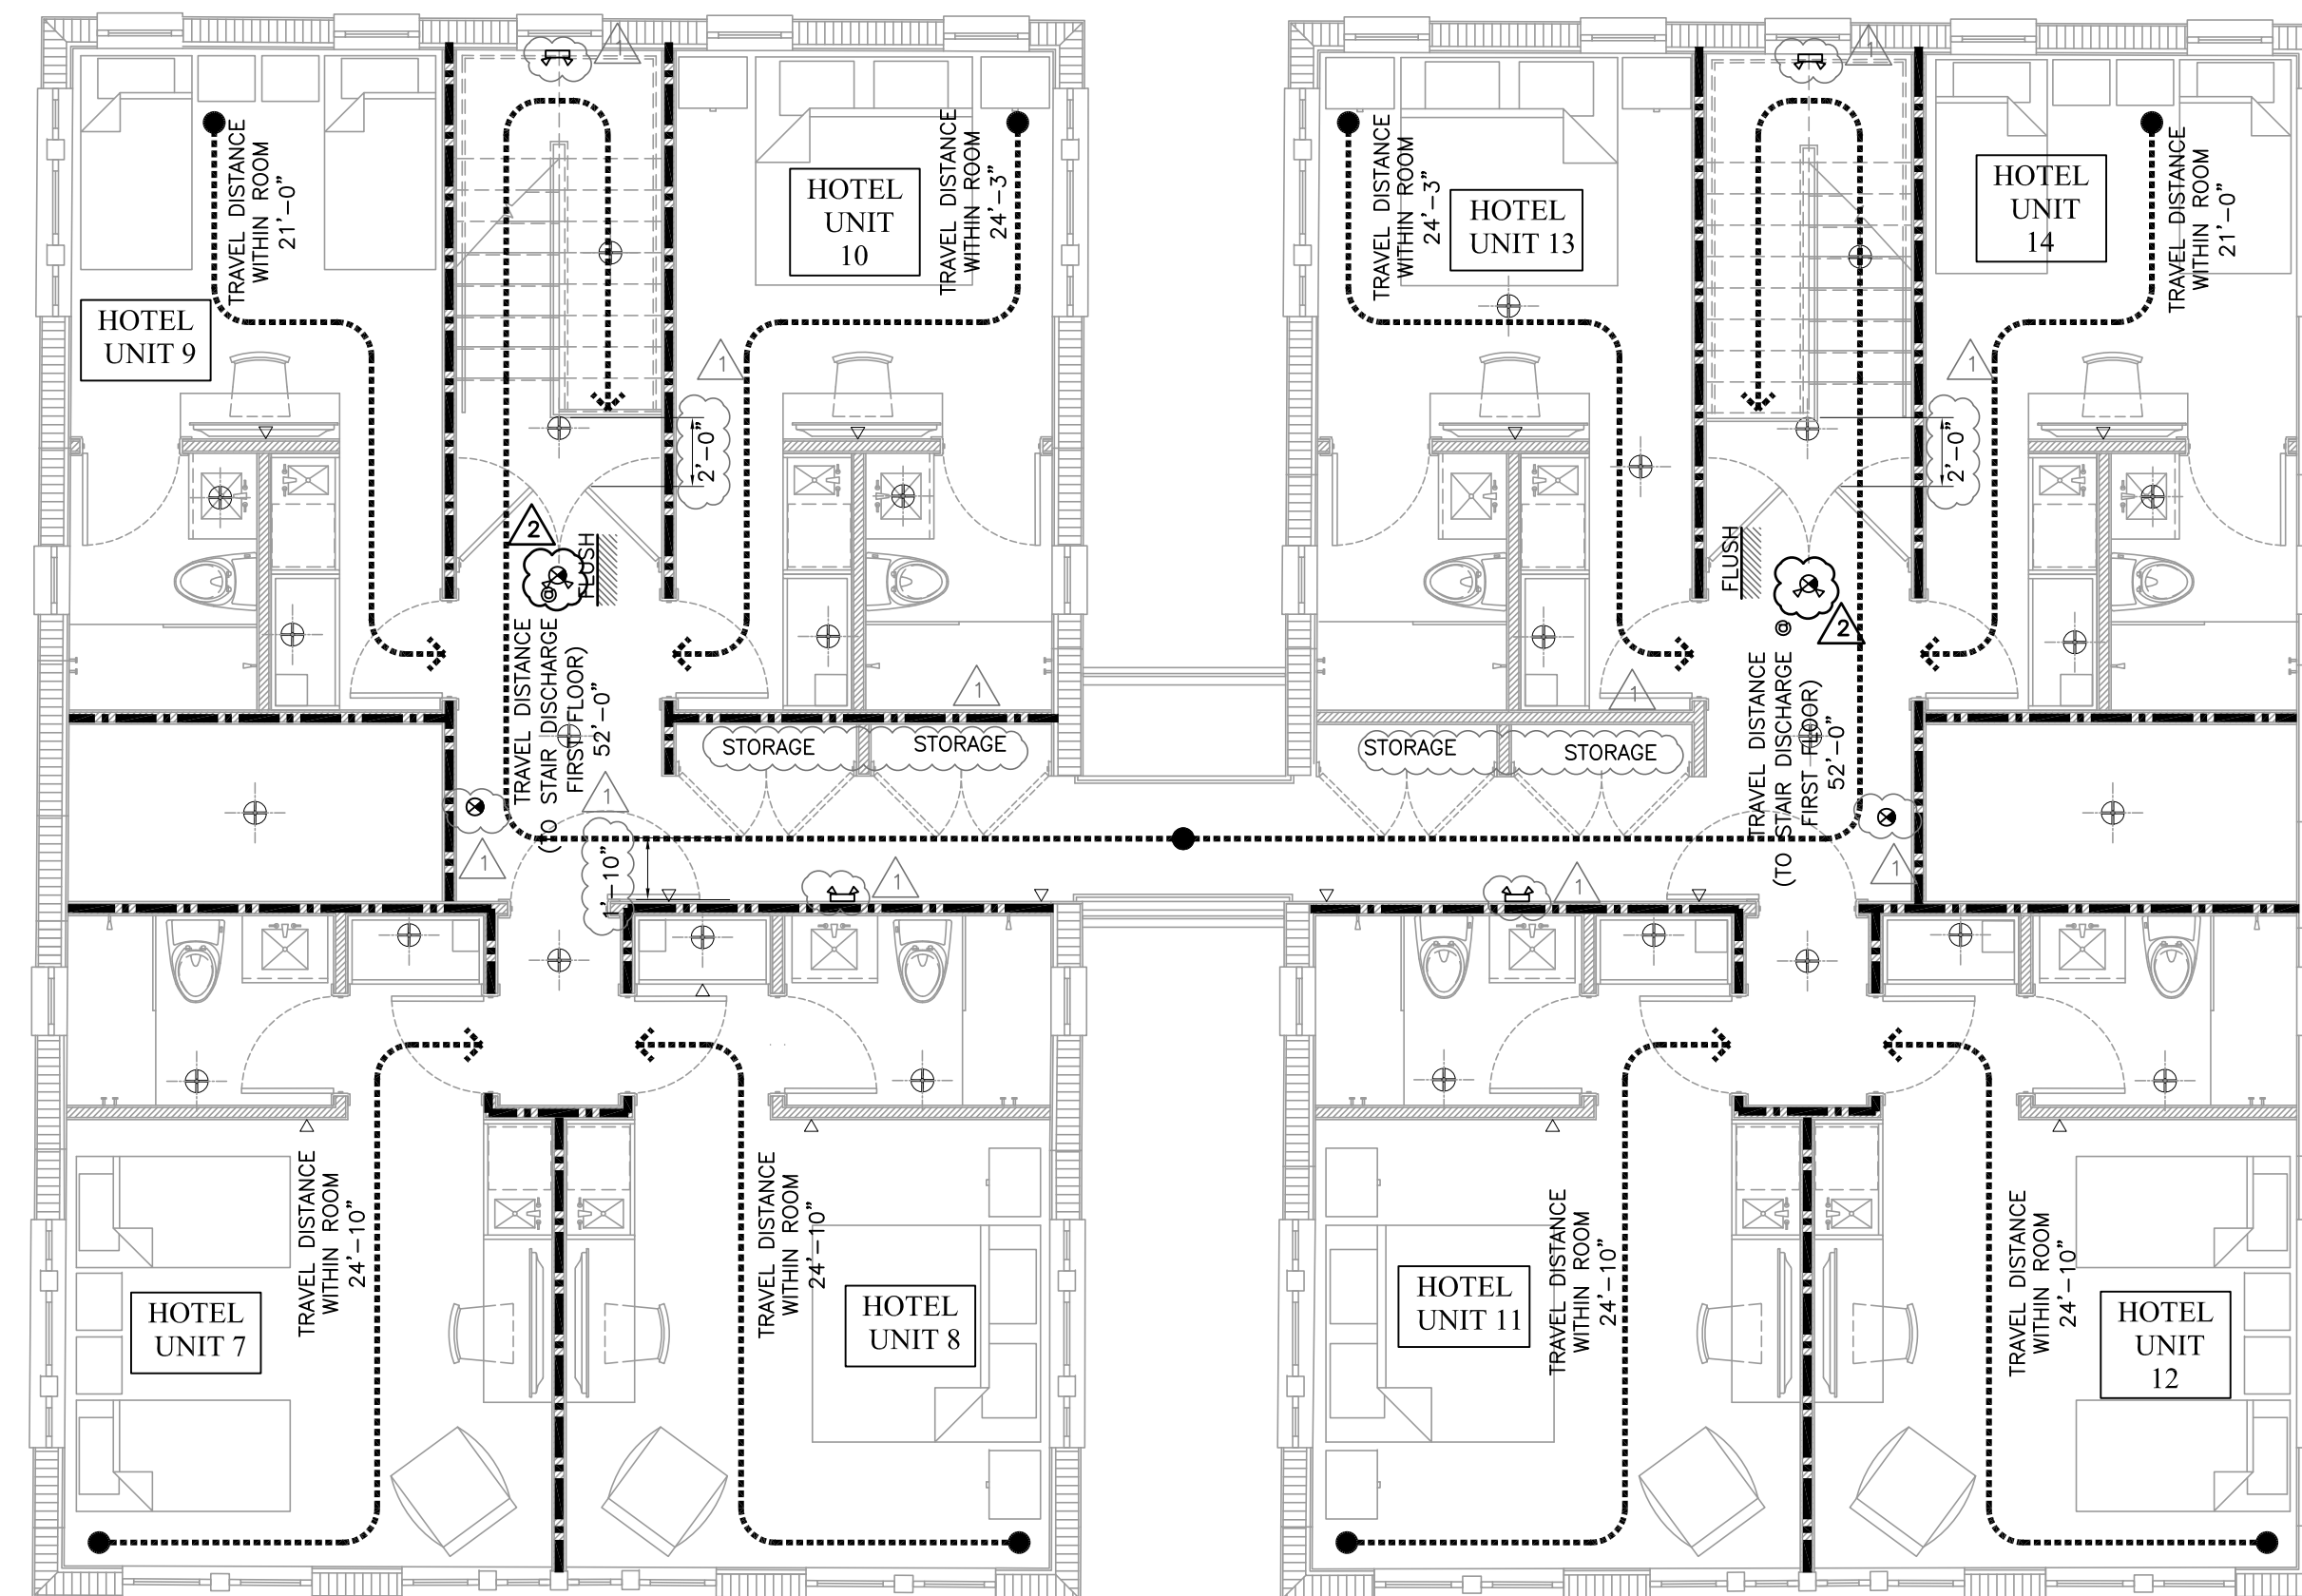 TRAVEL DISTANCE
WITHIN ROOM
21'-0"
HOTEL
UNIT 9
1
HOTEL
UNIT
10
TRAVEL DISTANCE
WITHIN ROOM
24'-3"
1
2'-0"
2
FLUSH
TRAVEL DISTANCE
(TO STAIR DISCHARGE @
FIRST FLOOR)
52'-0"
1
STORAGE
STORAGE
1
1
1'-10"
1
TRAVEL DISTANCE
WITHIN ROOM
24'-3"
HOTEL
UNIT 13
1
HOTEL
UNIT
14
TRAVEL DISTANCE
WITHIN ROOM
21'-0"
1
2'-0"
FLUSH
2
TRAVEL DISTANCE
(TO STAIR DISCHARGE @
FIRST FLOOR)
52'-0"
1
STORAGE
STORAGE
1
1
TRAVEL DISTANCE
WITHIN ROOM
24'-10"
HOTEL
UNIT 7
TRAVEL DISTANCE
WITHIN ROOM
24'-10"
HOTEL
UNIT 8
HOTEL
UNIT 11
TRAVEL DISTANCE
WITHIN ROOM
24'-10"
TRAVEL DISTANCE
WITHIN ROOM
24'-10"
HOTEL
UNIT
12